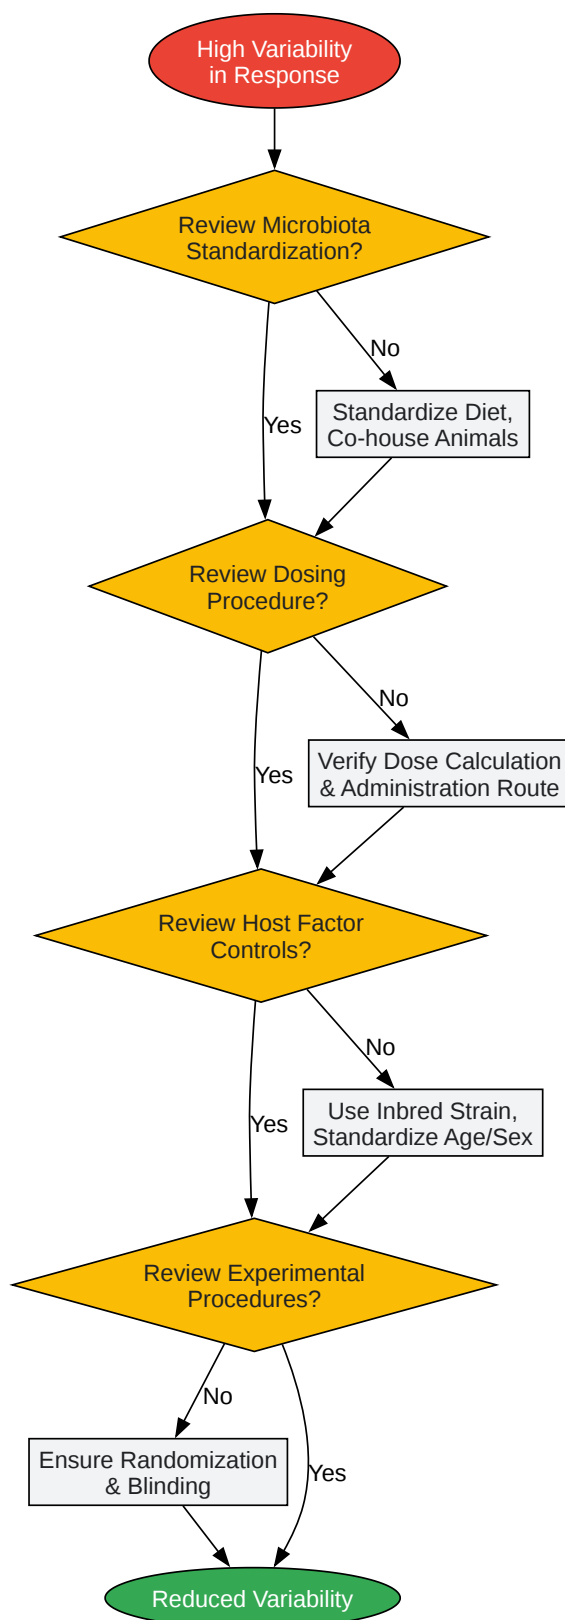 High Variability
in Response
Review Microbiota
Standardization?
No
Standardize Diet,
Co-house Animals
Yes
Review Dosing
Procedure?
No
Verify Dose Calculation
& Administration Route
Yes
Review Host Factor
Controls?
No
Use Inbred Strain,
Standardize Age/Sex
Yes
Review Experimental
Procedures?
No
Ensure Randomization
& Blinding
Yes
Reduced Variability